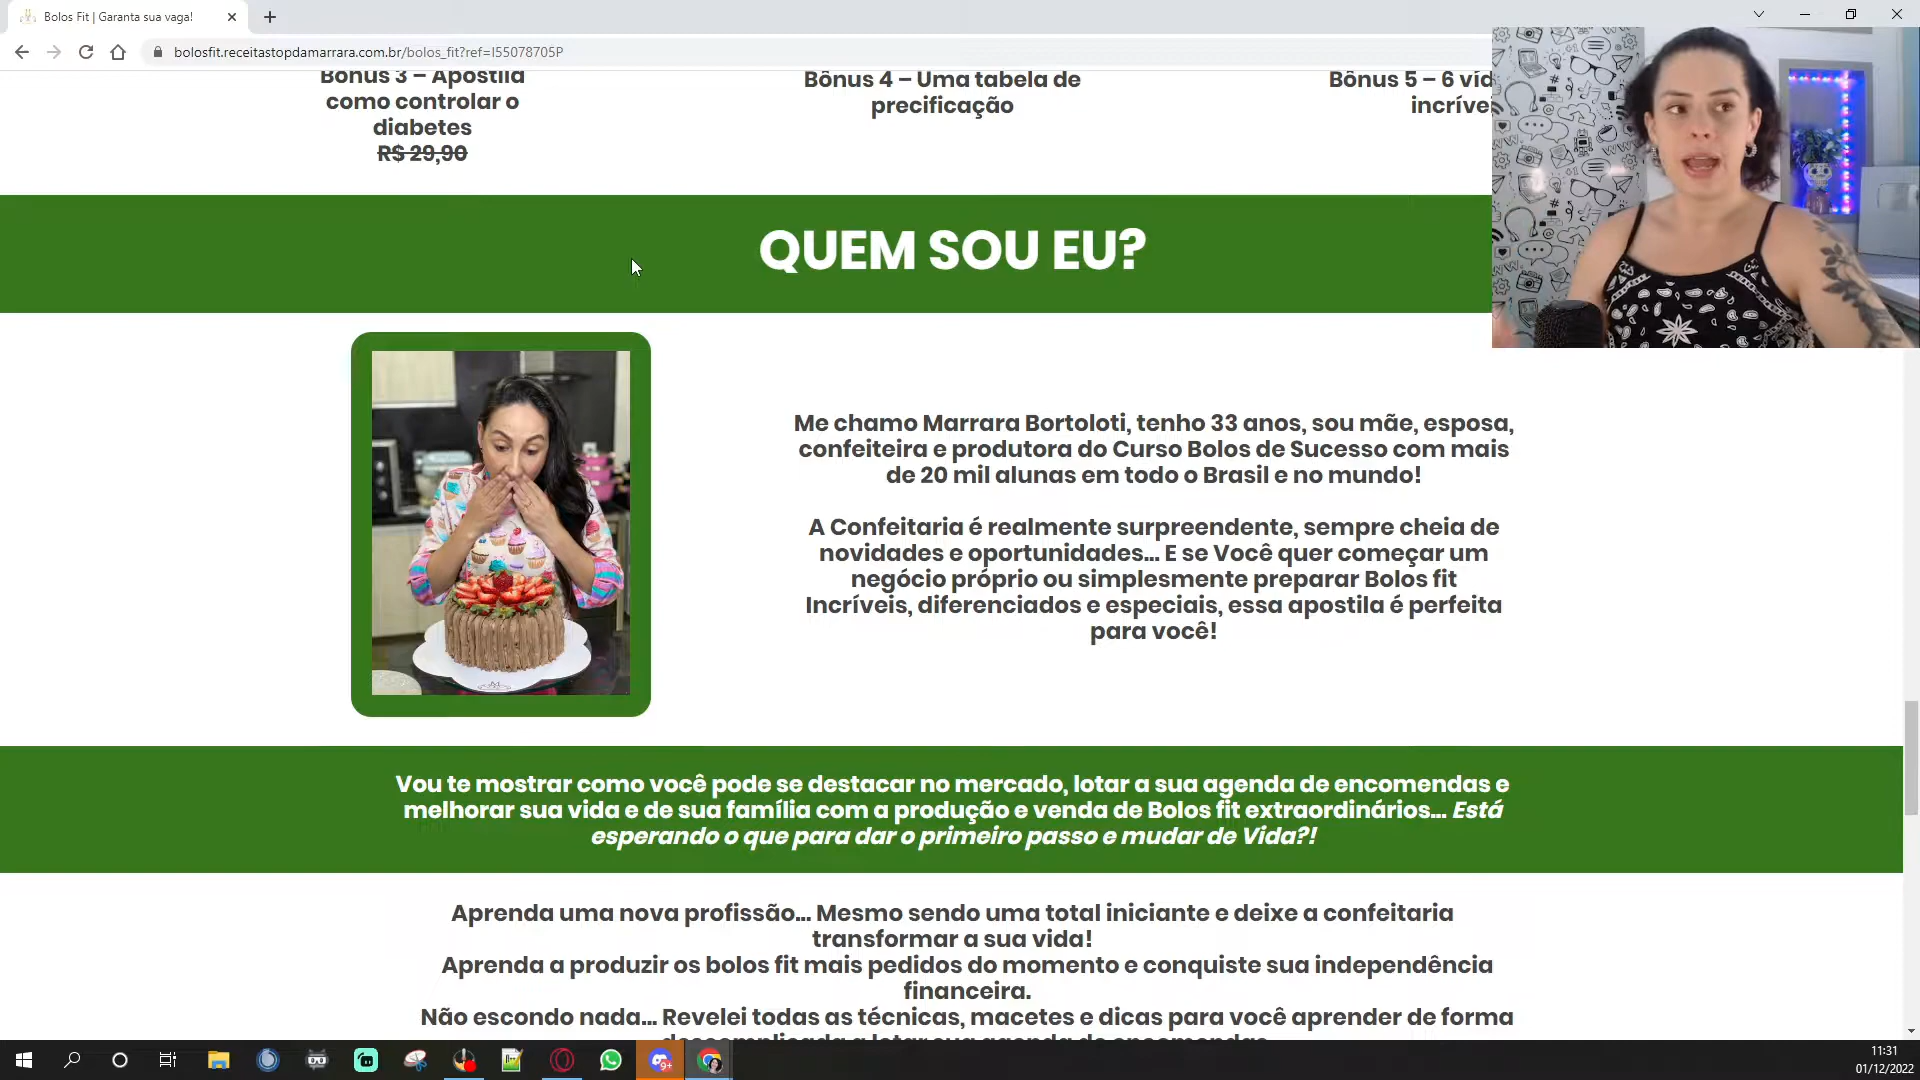 Bolos Fit | Garanta sua vaga!
bolosfit.receitastopdamarrara.com.br/bolos_fit?ref=I55078705P
Bônus 3 – Apostila
como controlar o
diabetes
R$ 29,90
Bônus 4 – Uma tabela de
precificação
Bônus 5 – 6 víd
incríve
QUEM SOU EU?
Me chamo Marrara Bortoloti, tenho 33 anos, sou mãe, esposa,
confeiteira e produtora do Curso Bolos de Sucesso com mais
de 20 mil alunas em todo o Brasil e no mundo!
A Confeitaria é realmente surpreendente, sempre cheia de
novidades e oportunidades... E se Você quer começar um
negócio próprio ou simplesmente preparar Bolos fit
Incríveis, diferenciados e especiais, essa apostila é perfeita
para você!
Vou te mostrar como você pode se destacar no mercado, lotar a sua agenda de encomendas e
melhorar sua vida e de sua família com a produção e venda de Bolos fit extraordinários... Está
esperando o que para dar o primeiro passo e mudar de Vida?!
Aprenda uma nova profissão... Mesmo sendo uma total iniciante e deixe a confeitaria
transformar a sua vida!
Aprenda a produzir os bolos fit mais pedidos do momento e conquiste sua independência
financeira.
Não escondo nada... Revelei todas as técnicas, macetes e dicas para você aprender de forma
descomplicada a lotar sua agenda de encomendas
9+
11:31
01/12/2022